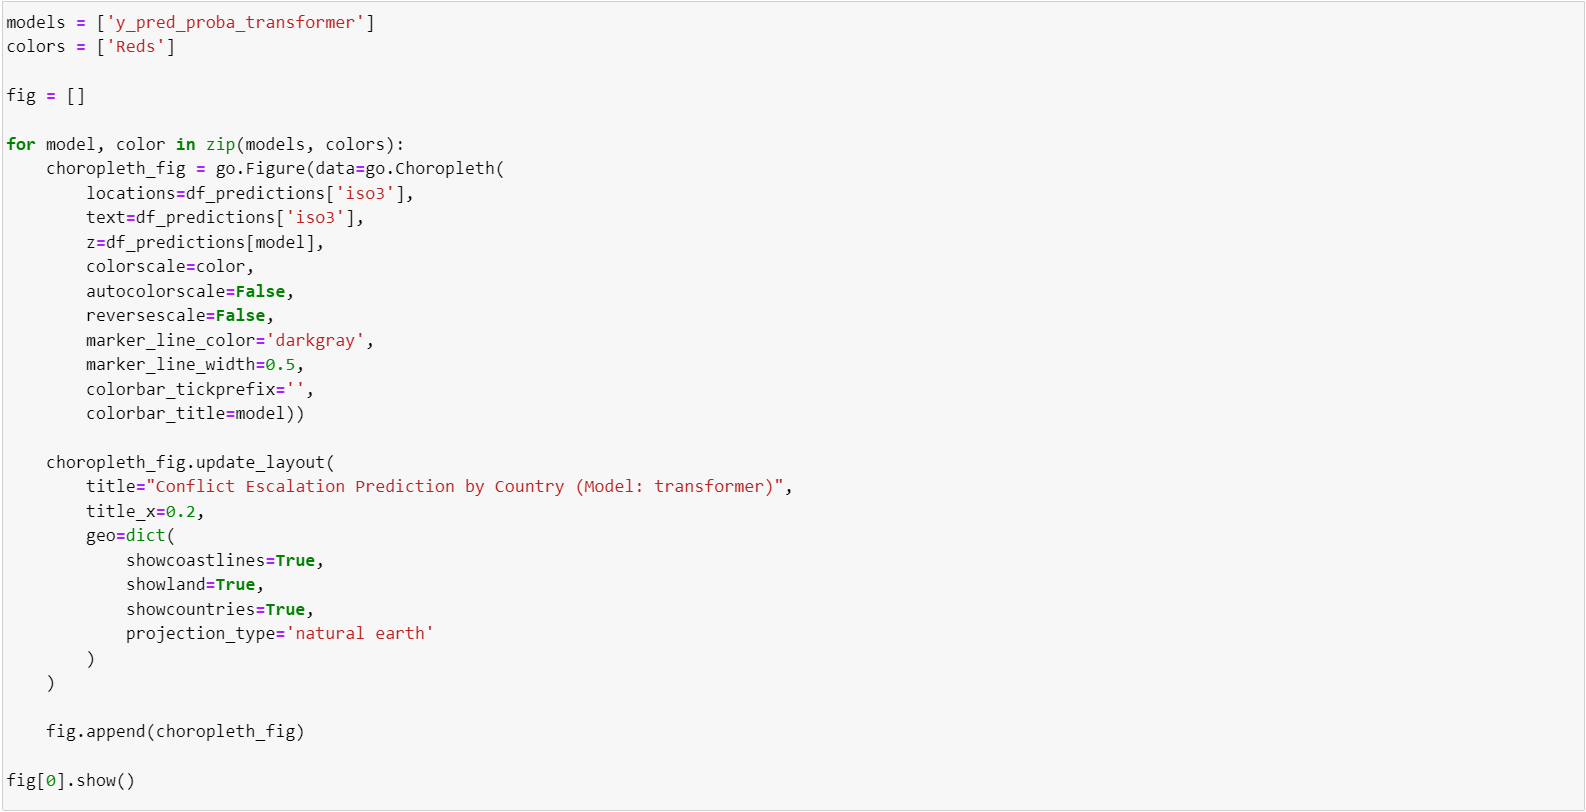 models = ['y_pred_proba_transformer']
colors = ['Reds']

fig = []

for model, color in zip(models, colors):
    choropleth_fig = go.Figure(data=go.Choropleth(
        locations=df_predictions['iso3'],
        text=df_predictions['iso3'],
        z=df_predictions[model],
        colorscale=color,
        autocolorscale=False,
        reversescale=False,
        marker_line_color='darkgray',
        marker_line_width=0.5,
        colorbar_tickprefix='',
        colorbar_title=model))

    choropleth_fig.update_layout(
        title="Conflict Escalation Prediction by Country (Model: transformer)",
        title_x=0.2,
        geo=dict(
            showcoastlines=True,
            showland=True,
            showcountries=True,
            projection_type='natural earth'
        )
    )

    fig.append(choropleth_fig)

fig[0].show()